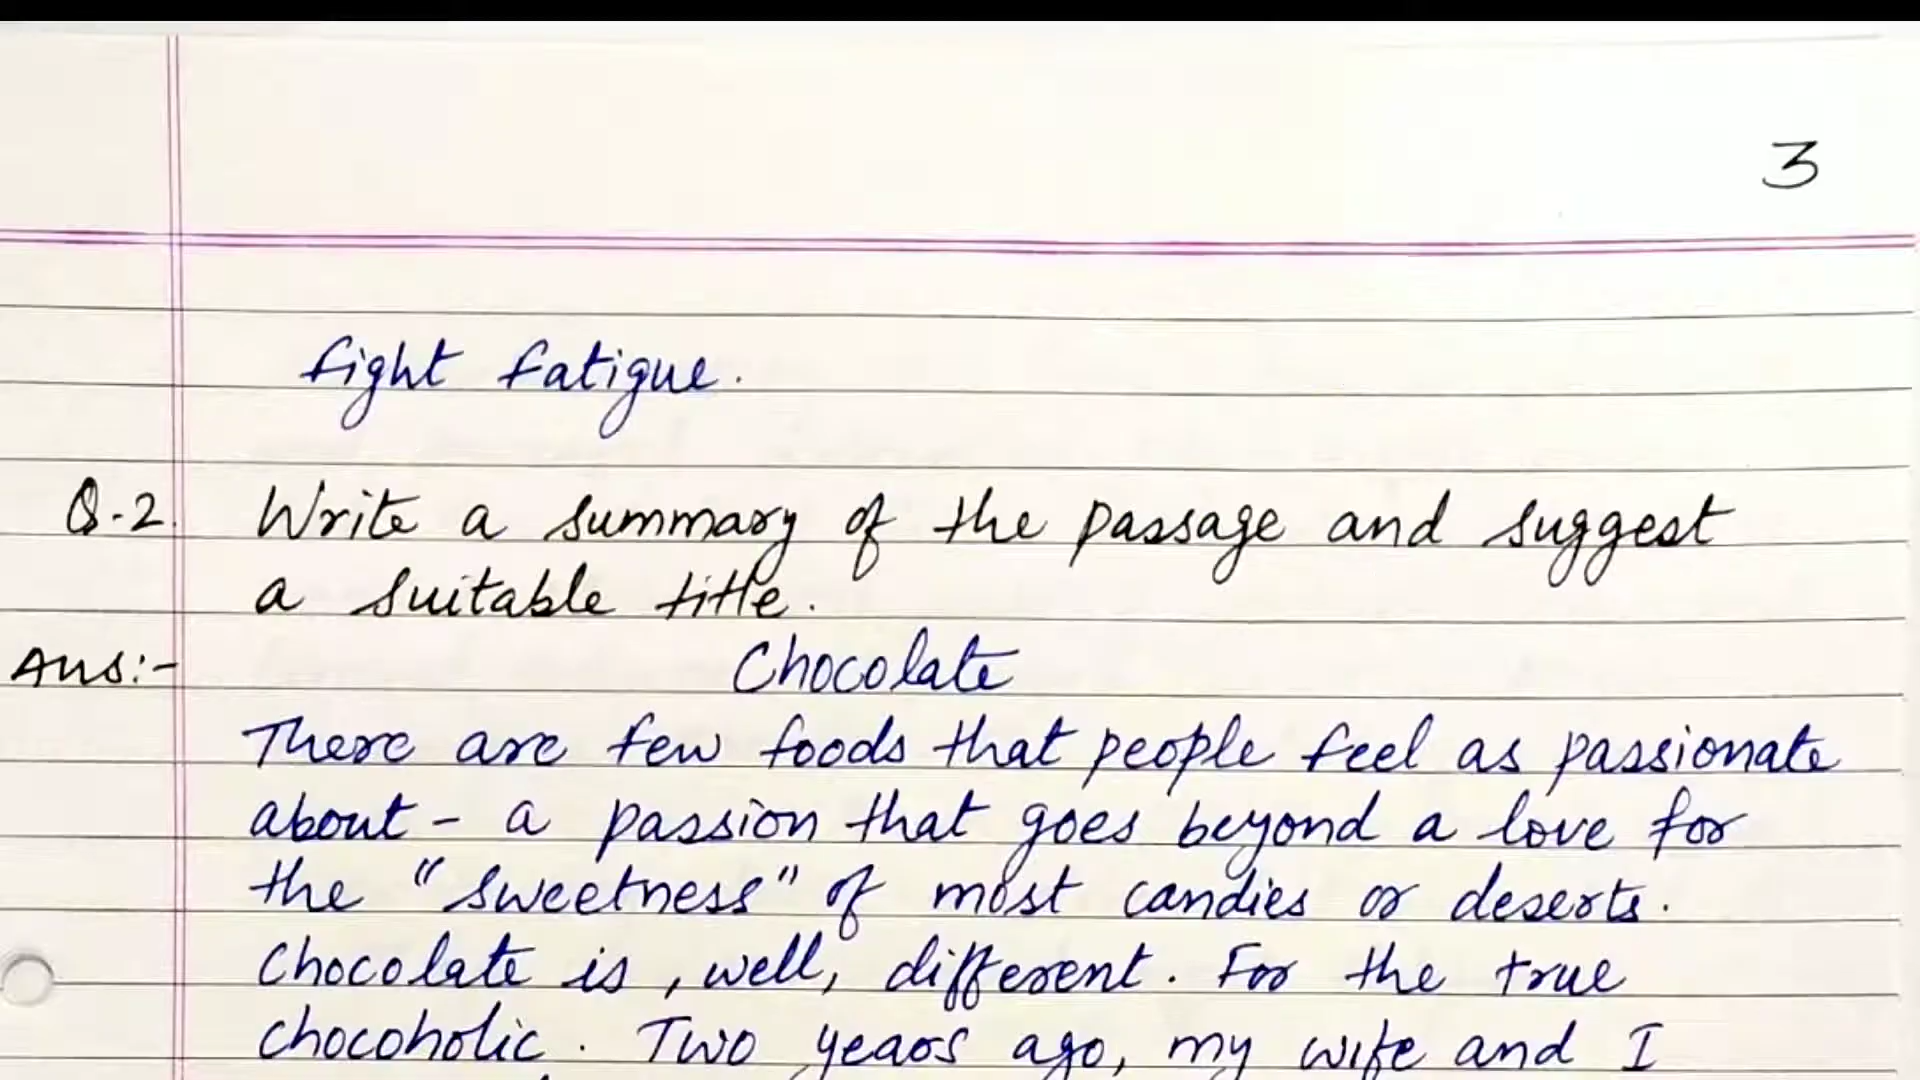 3
fight fatigue.
Q.2. Write a summary of the passage and suggest
a suitable title.
Ans:- Chocolate
There are few foods that people feel as passionate
about - a passion that goes beyond a love for
the "sweetness" of most candies or deserts.
Chocolate is, well, different. For the true
chocoholic. Two years ago, my wife and I